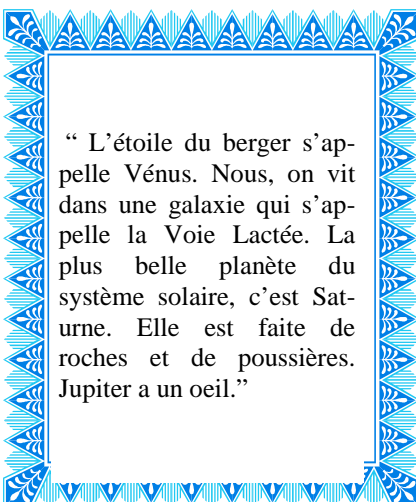 “ L’étoile du berger s’ap-
pelle Vénus. Nous, on vit
dans une galaxie qui s’ap-
pelle la Voie Lactée. La
plus belle planète du
système solaire, c’est Sat-
urne. Elle est faite de
roches et de poussières.
Jupiter a un oeil.”